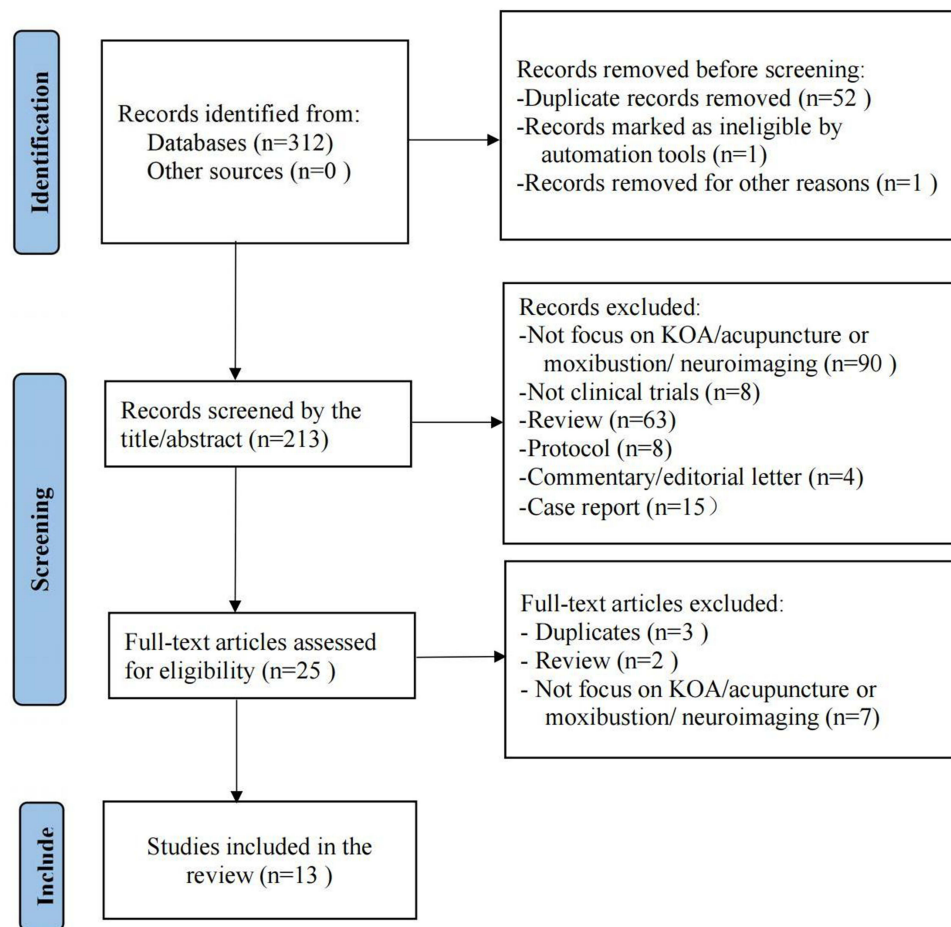 Identification
Records identified from:
Databases (n=312)
Other sources (n=0 )
Records removed before screening:
-Duplicate records removed (n=52 )
-Records marked as ineligible by
automation tools (n=1)
-Records removed for other reasons (n=1 )
Screening
Records screened by the
title/abstract (n=213)
Records excluded:
-Not focus on KOA/acupuncture or
moxibustion/ neuroimaging (n=90 )
-Not clinical trials (n=8)
-Review (n=63)
-Protocol (n=8)
-Commentary/editorial letter (n=4)
-Case report (n=15）
Full-text articles assessed
for eligibility (n=25 )
Full-text articles excluded:
- Duplicates (n=3 )
- Review (n=2 )
- Not focus on KOA/acupuncture or
moxibustion/ neuroimaging (n=7)
Include
Studies included in the
review (n=13 )